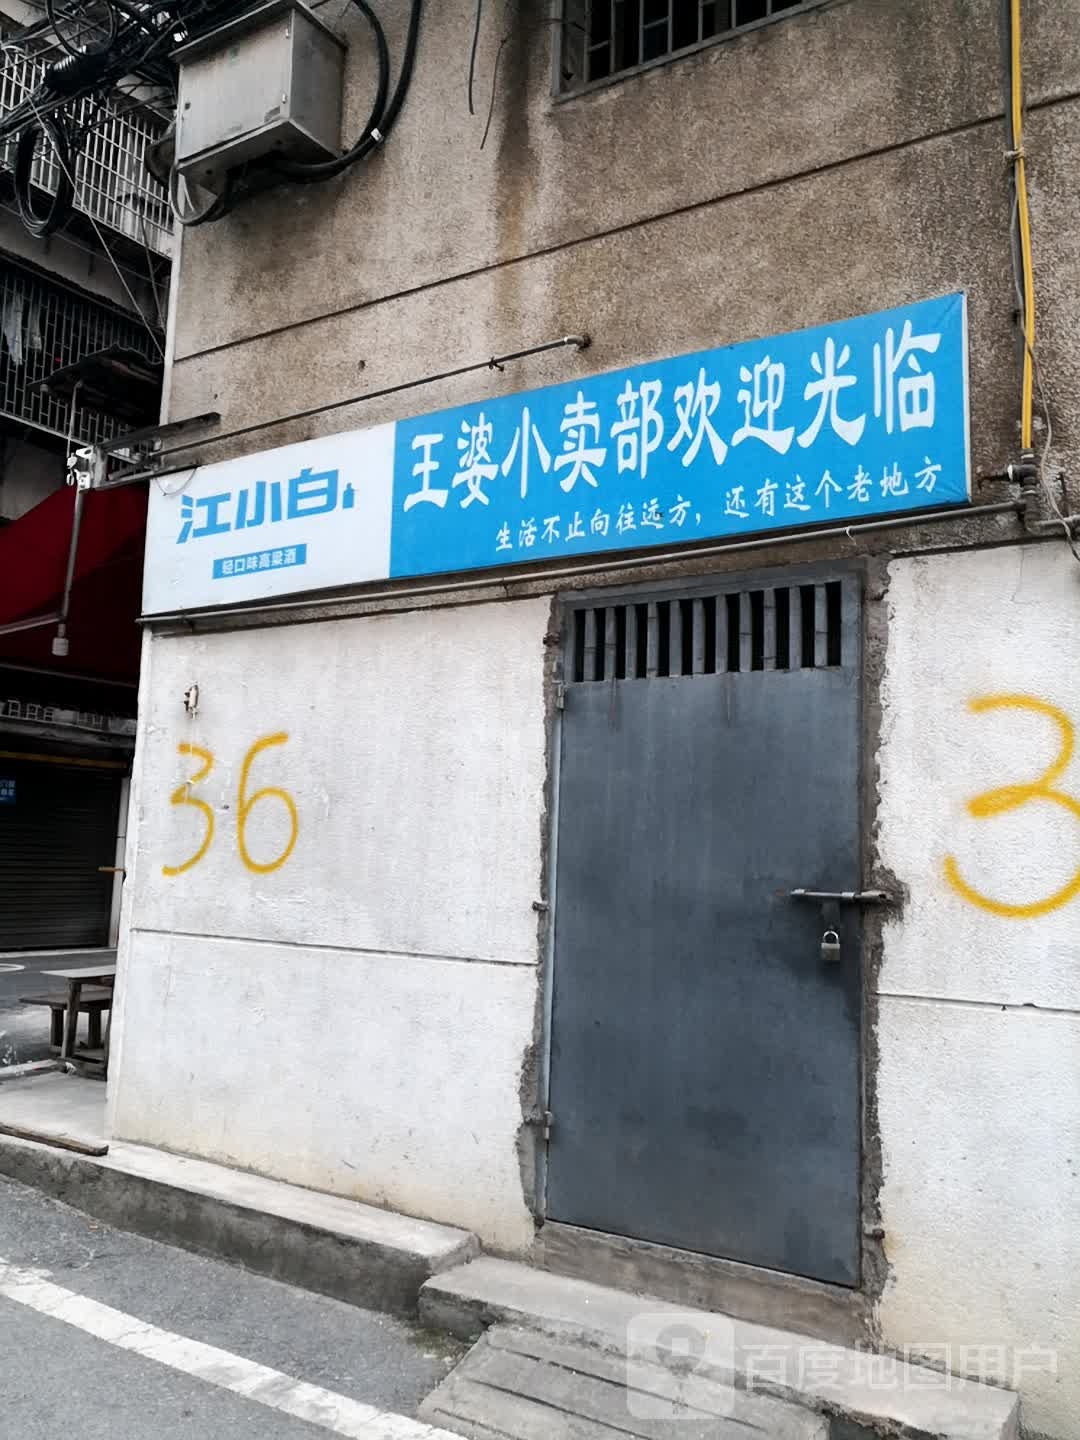 王婆小卖部欢迎光临
江小白
生活不止向往远方，还有这个老地方
轻口味高粱酒
36
3
百度地图用户